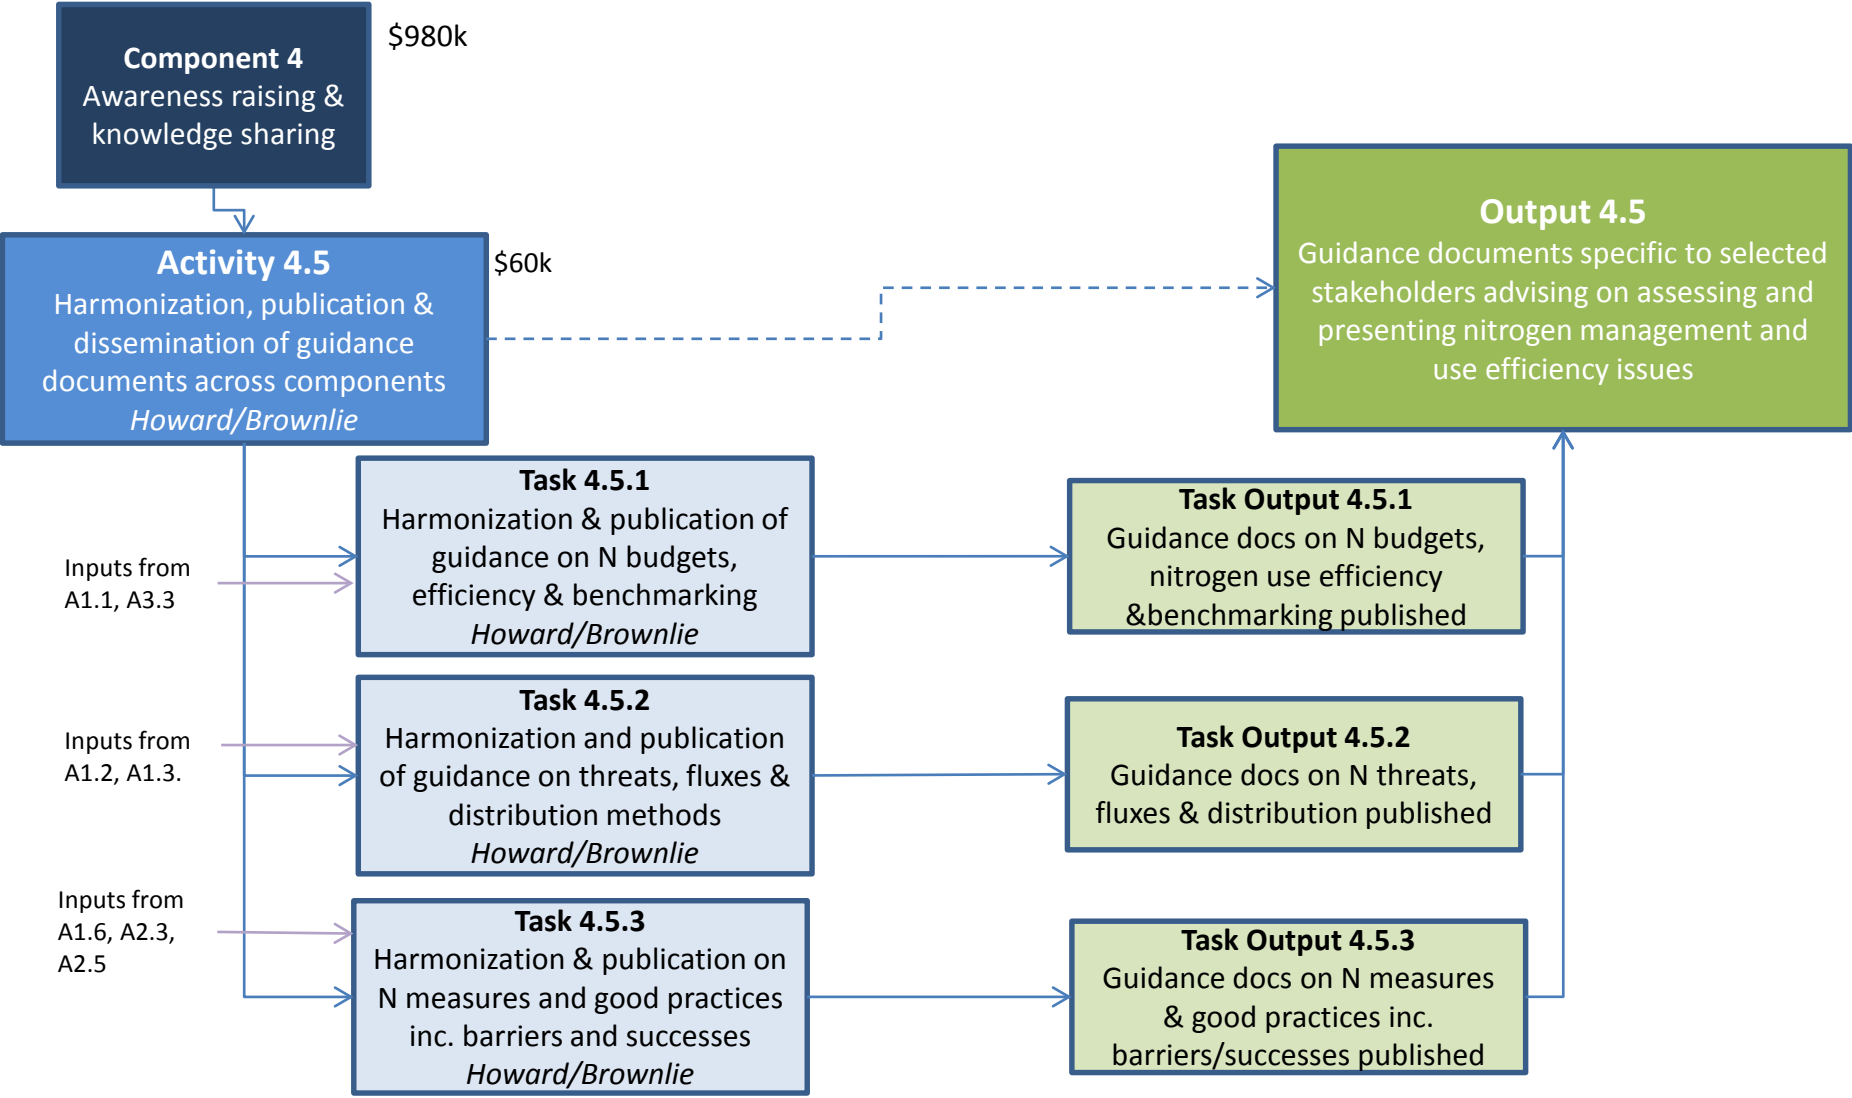 Component 4
Awareness raising &
knowledge sharing
$980k
Activity 4.5
Harmonization, publication &
dissemination of guidance
documents across components
Howard/Brownlie
$60k
Output 4.5
Guidance documents specific to selected
stakeholders advising on assessing and
presenting nitrogen management and
use efficiency issues
Inputs from
A1.1, A3.3
Task 4.5.1
Harmonization & publication of
guidance on N budgets,
efficiency & benchmarking
Howard/Brownlie
Task Output 4.5.1
Guidance docs on N budgets,
nitrogen use efficiency
&benchmarking published
Inputs from
A1.2, A1.3.
Task 4.5.2
Harmonization and publication
of guidance on threats, fluxes &
distribution methods
Howard/Brownlie
Task Output 4.5.2
Guidance docs on N threats,
fluxes & distribution published
Inputs from
A1.6, A2.3,
A2.5
Task 4.5.3
Harmonization & publication on
N measures and good practices
inc. barriers and successes
Howard/Brownlie
Task Output 4.5.3
Guidance docs on N measures
& good practices inc.
barriers/successes published